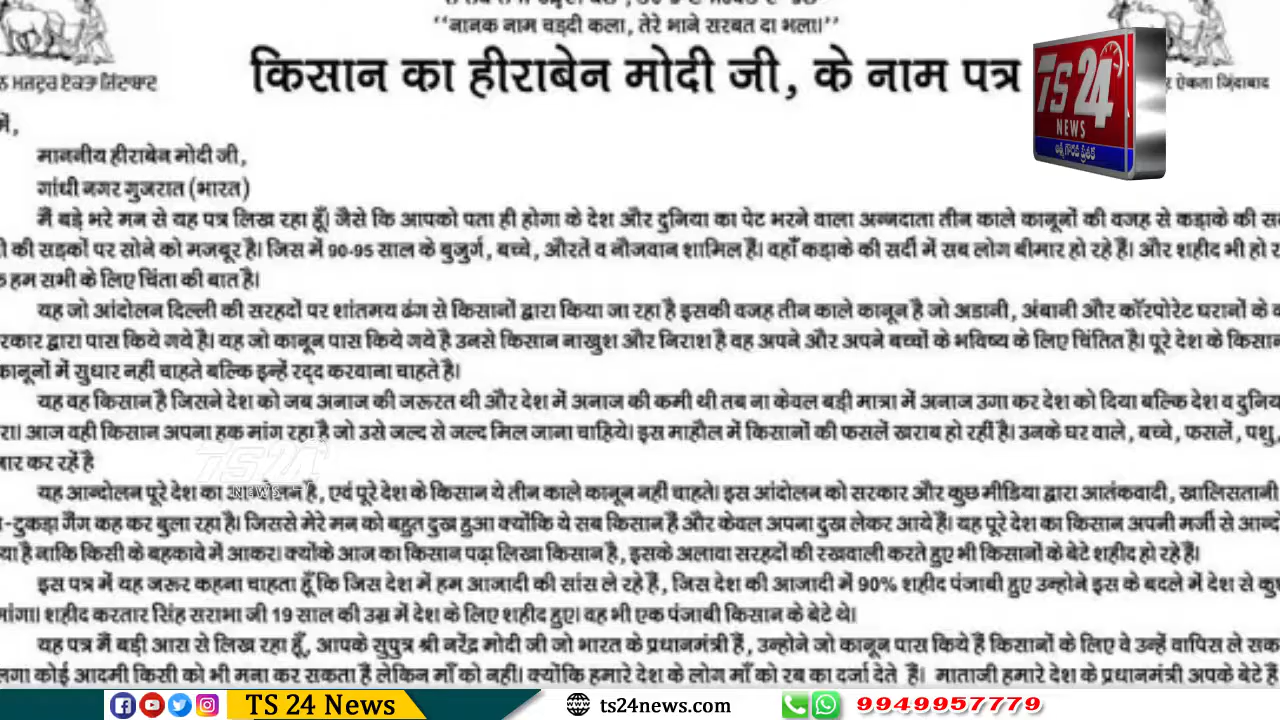 “नानक नाम चड़्दी कला, तेरे भाने सरबत दा भला।”
किसान का हीराबेन मोदी जी, के नाम पत्र
ਮਜਦੂਰ ਏਕਤਾ ਜ਼ਿੰਦਾਬਾਦ
ऐकता ज़िंदाबाद
TS 24
NEWS
में,
माननीय हीराबेन मोदी जी,
गांधी नगर गुजरात (भारत)
मैं बड़े भरे मन से यह पत्र लिख रहा हूँ। जैसे कि आपको पता ही होगा के देश और दुनिया का पेट भरने वाला अन्नदाता तीन काले कानूनों की वजह से कड़ाके की
की सड़कों पर सोने को मजबूर है। जिस में 90-95 साल के बुजुर्ग, बच्चे, औरतें व नौजवान शामिल हैं। वहाँ कड़ाके की सर्दी में सब लोग बीमार हो रहे हैं। और शहीद भी हो
हम सभी के लिए चिंता की बात है।
यह जो आंदोलन दिल्ली की सरहदों पर शांतमय ढंग से किसानों द्वारा किया जा रहा है इसकी वजह तीन काले कानून है जो अडानी, अंबानी और कॉरपोरेट घरानों के
रकार द्वारा पास किये गये है। यह जो कानून पास किये गये है उनसे किसान नाखुश और निराश है वह अपने और अपने बच्चों के भविष्य के लिए चिंतित है। पूरे देश के किसान
कानूनों में सुधार नहीं चाहते बल्कि इन्हें रद्द करवाना चाहते है।
यह वह किसान है जिसने देश को जब अनाज की जरूरत थी और देश में अनाज की कमी थी तब ना केवल बड़ी मात्रा में अनाज उगा कर देश को दिया बल्कि देश व दुनिय
रा। आज वही किसान अपना हक मांग रहा है जो उसे जल्द से जल्द मिल जाना चाहिये। इस माहौल में किसानों की फसलें खराब हो रहीं है। उनके घर वाले, बच्चे, फसलें, पशु,
कर रहें है
यह आन्दोलन पूरे देश का है, एवं पूरे देश के किसान ये तीन काले कानून नहीं चाहते। इस आंदोलन को सरकार और कुछ मीडिया द्वारा आतंकवादी, खालिसतानी
-टुकड़ा गैंग कह कर बुला रहा है। जिससे मेरे मन को बहुत दुख हुआ क्योंकि ये सब किसान हैं और केवल अपना दुख लेकर आये हैं। यह पूरे देश का किसान अपनी मर्जी से
या है नाकि किसी के बहकावे में आकर। क्योंके आज का किसान पढ़ा लिखा किसान है, इसके अलावा सरहदों की रखवाली करते हुए भी किसानों के बेटे शहीद हो रहे हैं।
इस पत्र में यह जरूर कहना चाहता हूँ कि जिस देश में हम आजादी की सांस ले रहे हैं, जिस देश की आजादी में 90% शहीद पंजाबी हुए उन्होने इस के बदले में देश से
मांगा। शहीद करतार सिंह सराभा जी 19 साल की उम्र में देश के लिए शहीद हुए। वह भी एक पंजाबी किसान के बेटे थे।
यह पत्र मैं बड़ी आस से लिख रहा हूँ, आपके सुपुत्र श्री नरेंद्र मोदी जी जो भारत के प्रधानमंत्री हैं, उन्होने जो कानून पास किये हैं किसानों के लिए वे उन्हें वापिस ले
लगा कोई आदमी किसी को भी मना कर सकता है लेकिन माँ को नहीं। क्योंकि हमारे देश के लोग माँ को रब का दर्जा देते हैं। माताजी हमारे देश के प्रधानमंत्री अपके बेटे हैं
TS 24
NEWS
TS 24 News
ts24news.com
9949957779